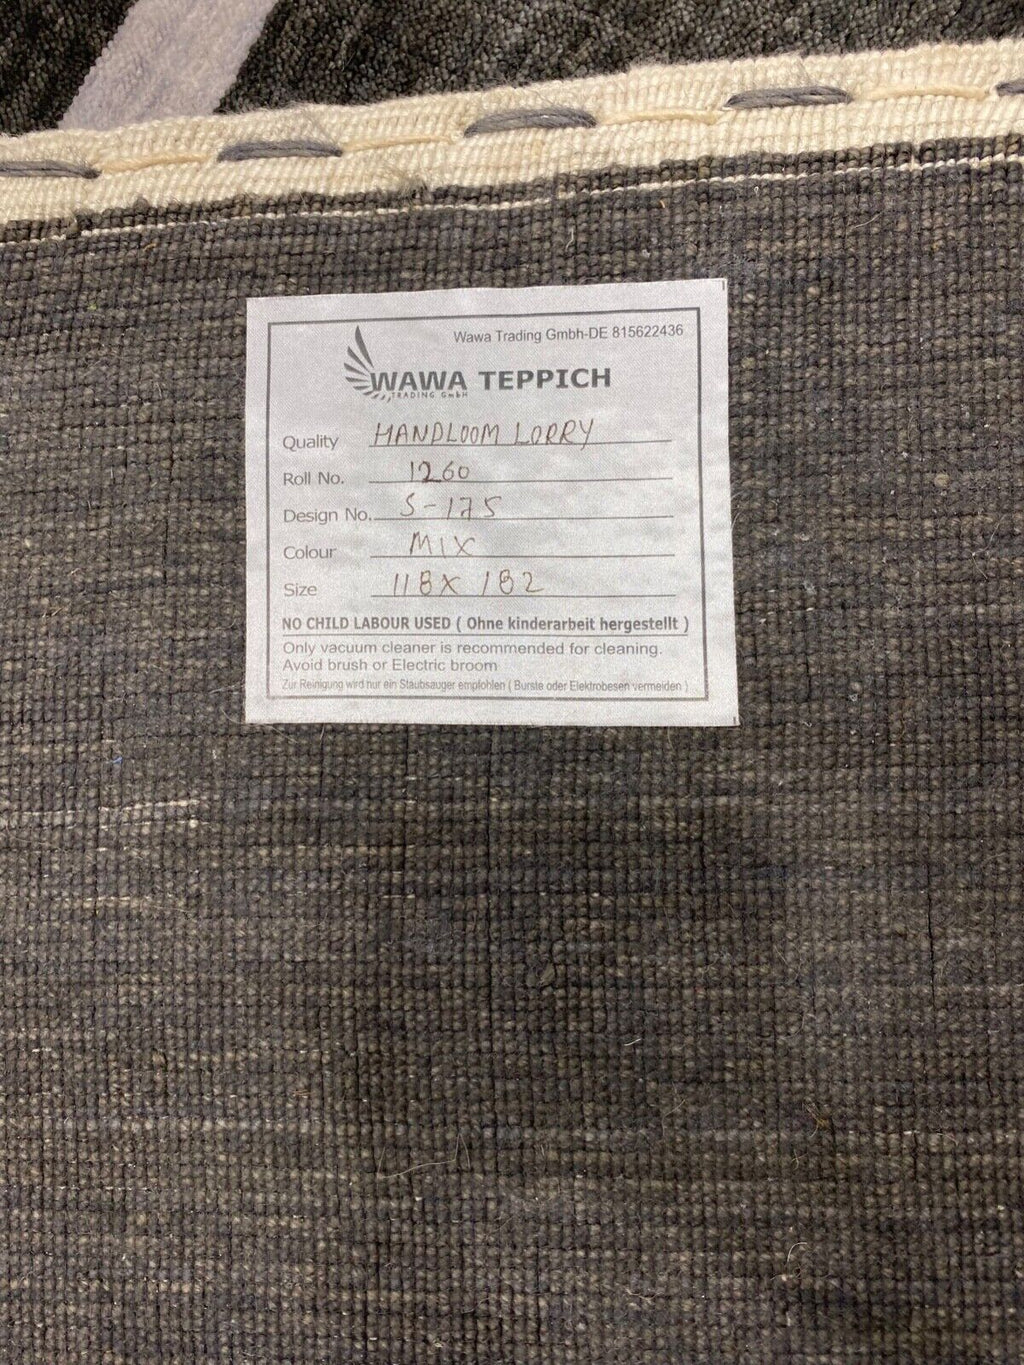 Wawa Trading Gmbh-DE 815622436
WAWA TEPPICH
TRADING GmbH
Quality HANDLOOM LORRY
Roll No. 1260
Design No. S-175
Colour MIX
Size 118 X 182
NO CHILD LABOUR USED ( Ohne kinderarbeit hergestellt )
Only vacuum cleaner is recommended for cleaning.
Avoid brush or Electric broom
Zur Reinigung wird nur ein Staubsauger empfohlen ( Burste oder Elektrobesen vermeiden )